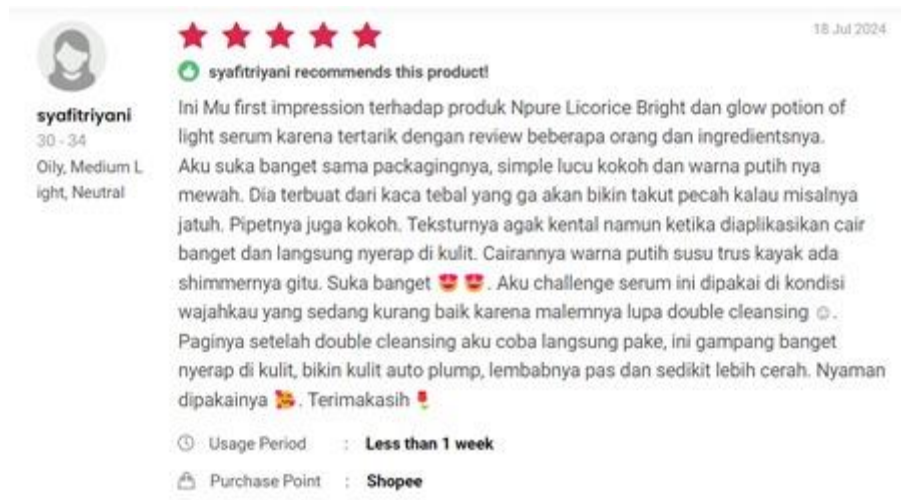 18 Jul 2024
syafitriyani recommends this product!
syafitriyani
30 - 34
Oily, Medium L
ight, Neutral
Ini Mu first impression terhadap produk Npure Licorice Bright dan glow potion of
light serum karena tertarik dengan review beberapa orang dan ingredientsnya.
Aku suka banget sama packagingnya, simple lucu kokoh dan warna putih nya
mewah. Dia terbuat dari kaca tebal yang ga akan bikin takut pecah kalau misalnya
jatuh. Pipetnya juga kokoh. Teksturnya agak kental namun ketika diaplikasikan cair
banget dan langsung nyerap di kulit. Cairannya warna putih susu trus kayak ada
shimmernya gitu. Suka banget 😍 😍 . Aku challenge serum ini dipakai di kondisi
wajahkau yang sedang kurang baik karena malemnya lupa double cleansing ☺.
Paginya setelah double cleansing aku coba langsung pake, ini gampang banget
nyerap di kulit, bikin kulit auto plump, lembabnya pas dan sedikit lebih cerah. Nyaman
dipakainya 🥰 . Terimakasih 🌷
Usage Period : Less than 1 week
Purchase Point : Shopee